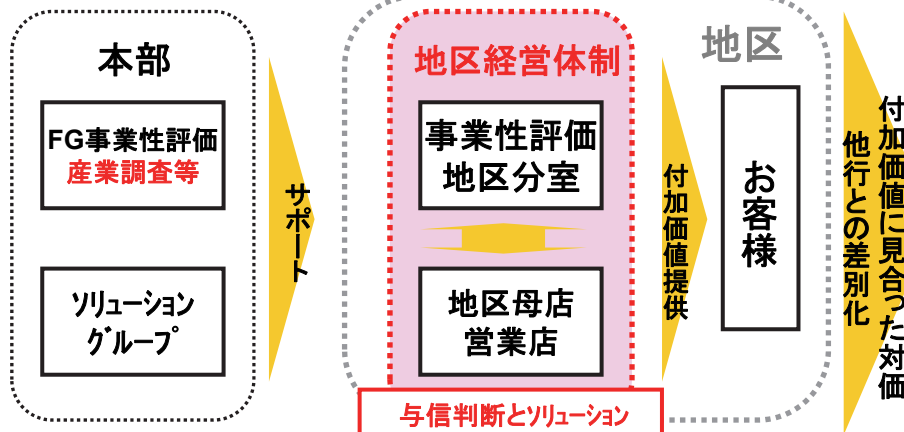 本部
FG事業性評価
産業調査等
ソリューション
グループ
サポート
地区
地区経営体制
事業性評価
地区分室
地区母店
営業店
与信判断とソリューション
付加価値提供
お客様
付加価値に見合った対価
他行との差別化